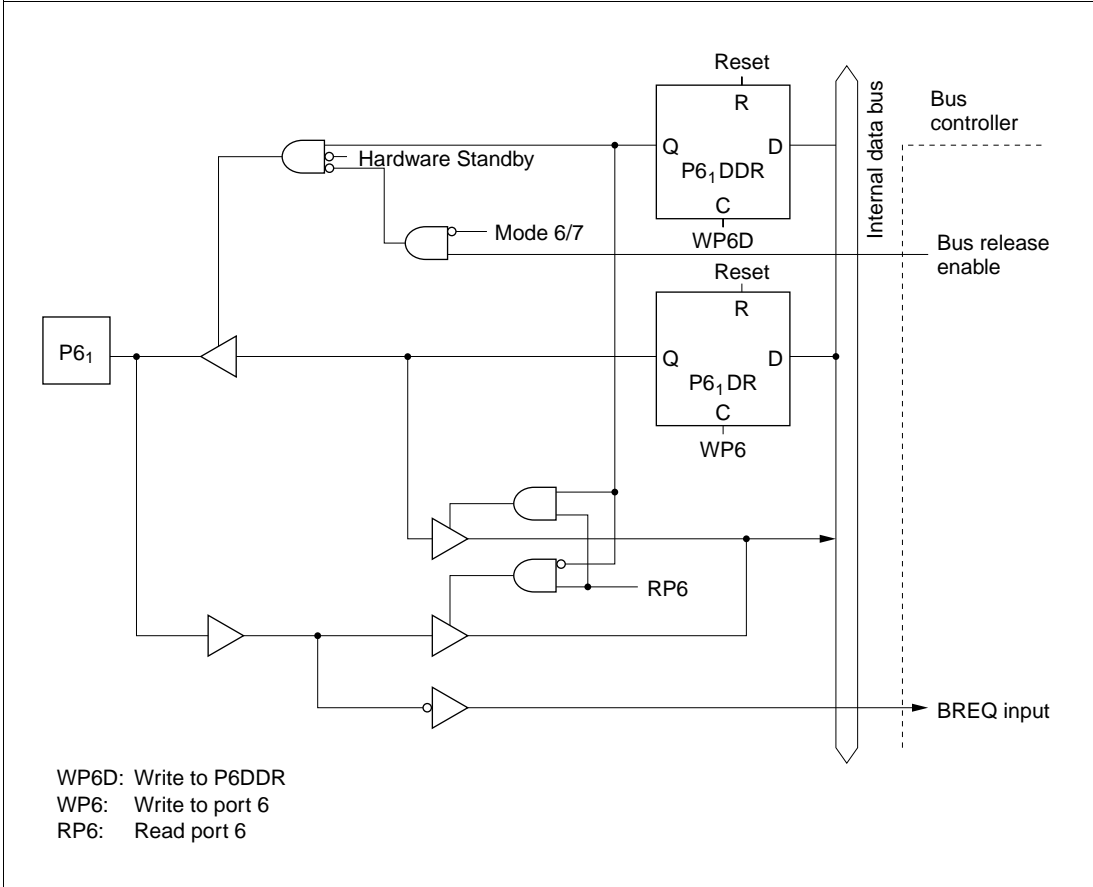 Reset
R
Q
D
P6₁DDR
C
WP6D
Hardware Standby
Mode 6/7
Internal data bus
Bus
controller
Bus release
enable
Reset
R
P6₁
Q
D
P6₁DR
C
WP6
RP6
BREQ input
WP6D: Write to P6DDR
WP6: Write to port 6
RP6: Read port 6